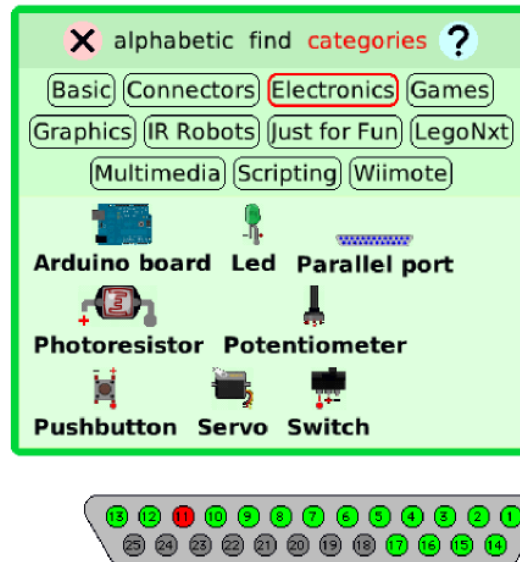 alphabetic find categories ?
Basic Connectors Electronics Games
Graphics IR Robots Just for Fun LegoNxt
Multimedia Scripting Wiimote
Arduino board Led Parallel port
Photoresistor Potentiometer
Pushbutton Servo Switch
13 12 11 10 9 8 7 6 5 4 3 2 1
25 24 23 22 21 20 19 18 17 16 15 14